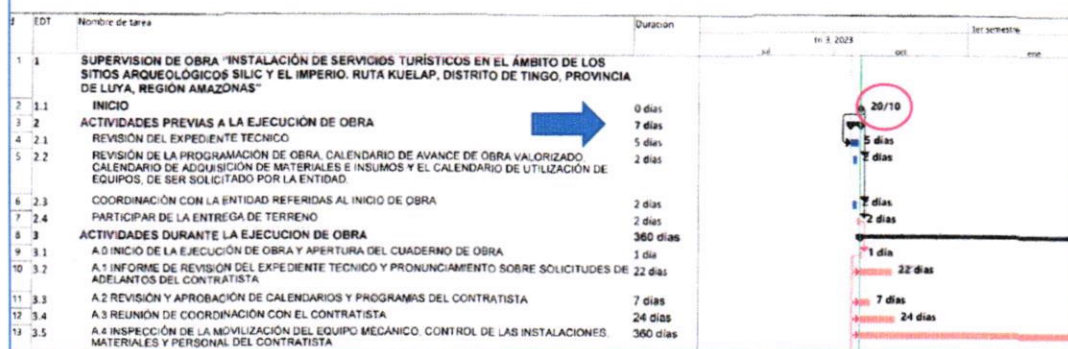 EDT Nombre de tarea Duración
tri 3, 2023 1er semestre
jul oct ene
1 1 SUPERVISION DE OBRA "INSTALACIÓN DE SERVICIOS TURÍSTICOS EN EL ÁMBITO DE LOS
SITIOS ARQUEOLÓGICOS SILIC Y EL IMPERIO. RUTA KUELAP, DISTRITO DE TINGO, PROVINCIA
DE LUYA, REGIÓN AMAZONAS"
2 1.1 INICIO 0 días 20/10
3 2 ACTIVIDADES PREVIAS A LA EJECUCIÓN DE OBRA 7 días
4 2.1 REVISIÓN DEL EXPEDIENTE TECNICO 5 días 5 días
5 2.2 REVISIÓN DE LA PROGRAMACIÓN DE OBRA, CALENDARIO DE AVANCE DE OBRA VALORIZADO, 2 días 2 días
CALENDARIO DE ADQUISICIÓN DE MATERIALES E INSUMOS Y EL CALENDARIO DE UTILIZACIÓN DE
EQUIPOS, DE SER SOLICITADO POR LA ENTIDAD.
6 2.3 COORDINACIÓN CON LA ENTIDAD REFERIDAS AL INICIO DE OBRA 2 días 2 días
7 2.4 PARTICIPAR DE LA ENTREGA DE TERRENO 2 días 2 días
8 3 ACTIVIDADES DURANTE LA EJECUCION DE OBRA 360 días
9 3.1 A.0 INICIO DE LA EJECUCIÓN DE OBRA Y APERTURA DEL CUADERNO DE OBRA 1 día 1 día
10 3.2 A.1 INFORME DE REVISIÓN DEL EXPEDIENTE TECNICO Y PRONUNCIAMIENTO SOBRE SOLICITUDES DE 22 días 22 días
ADELANTOS DEL CONTRATISTA
11 3.3 A.2 REVISIÓN Y APROBACIÓN DE CALENDARIOS Y PROGRAMAS DEL CONTRATISTA 7 días 7 días
12 3.4 A.3 REUNIÓN DE COORDINACIÓN CON EL CONTRATISTA 24 días 24 días
13 3.5 A.4 INSPECCIÓN DE LA MOVILIZACIÓN DEL EQUIPO MECÁNICO, CONTROL DE LAS INSTALACIONES, 360 días
MATERIALES Y PERSONAL DEL CONTRATISTA